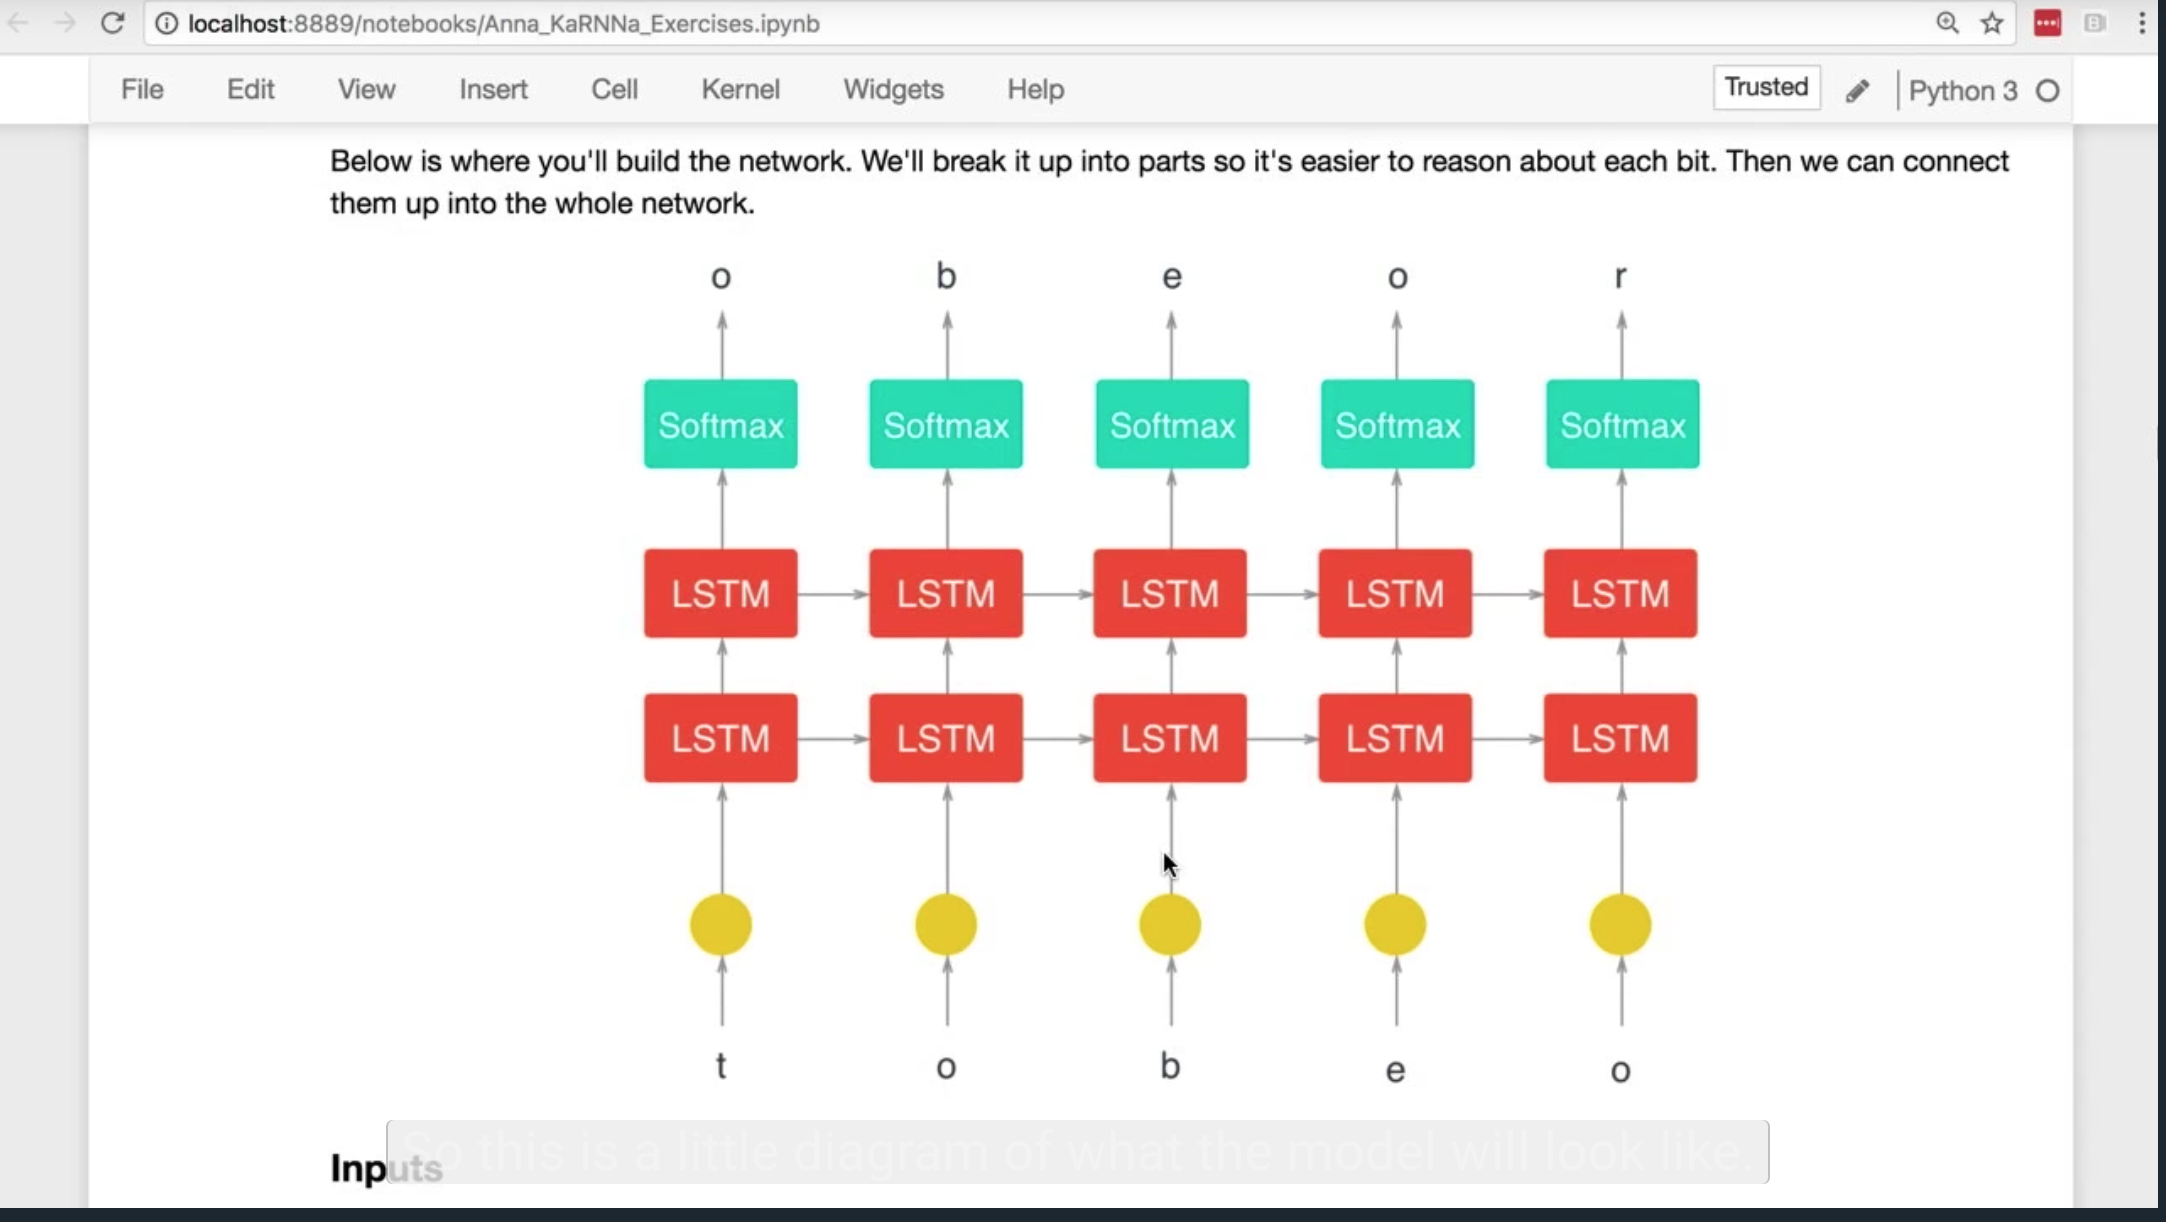 localhost:8889/notebooks/Anna_KaRNNa_Exercises.ipynb
File Edit View Insert Cell Kernel Widgets Help Trusted Python 3
Below is where you'll build the network. We'll break it up into parts so it's easier to reason about each bit. Then we can connect
them up into the whole network.
o b e o r
Softmax Softmax Softmax Softmax Softmax
LSTM LSTM LSTM LSTM LSTM
LSTM LSTM LSTM LSTM LSTM
t o b e o
So this is a little diagram of what the model will look like.
Inputs